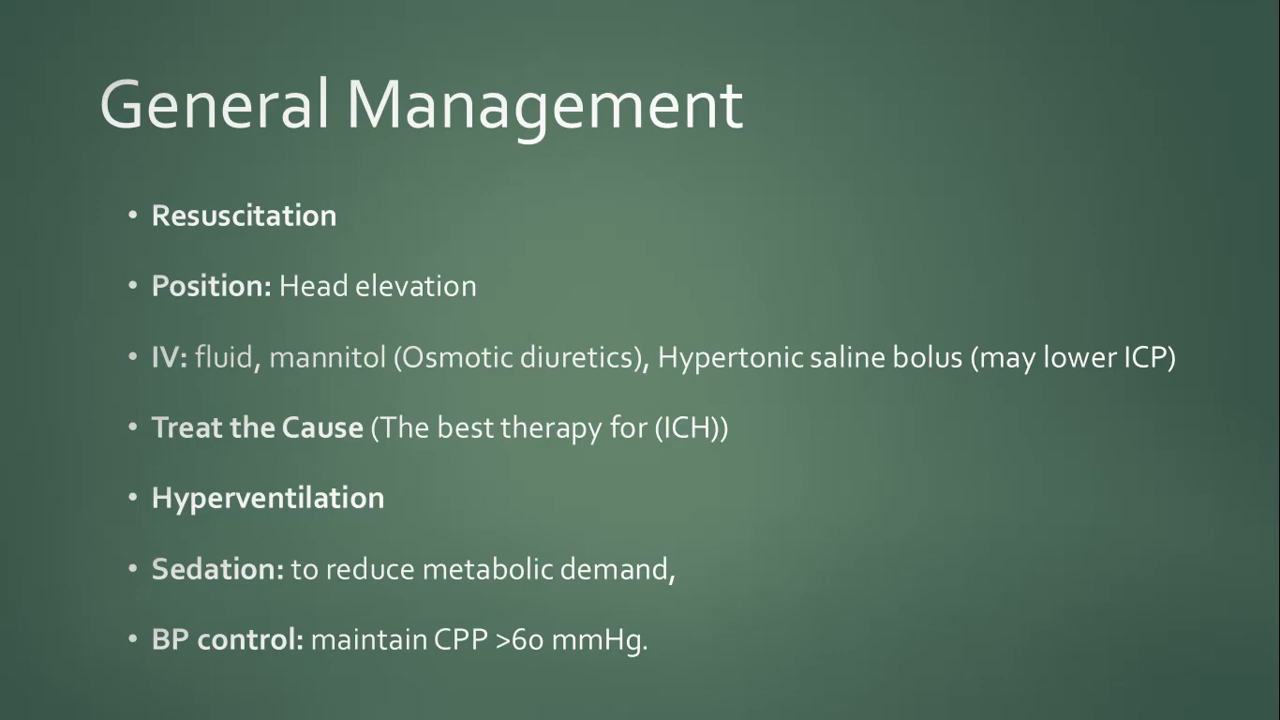 General Management
• Resuscitation
• Position: Head elevation
• IV: fluid, mannitol (Osmotic diuretics), Hypertonic saline bolus (may lower ICP)
• Treat the Cause (The best therapy for (ICH))
• Hyperventilation
• Sedation: to reduce metabolic demand,
• BP control: maintain CPP >60 mmHg.